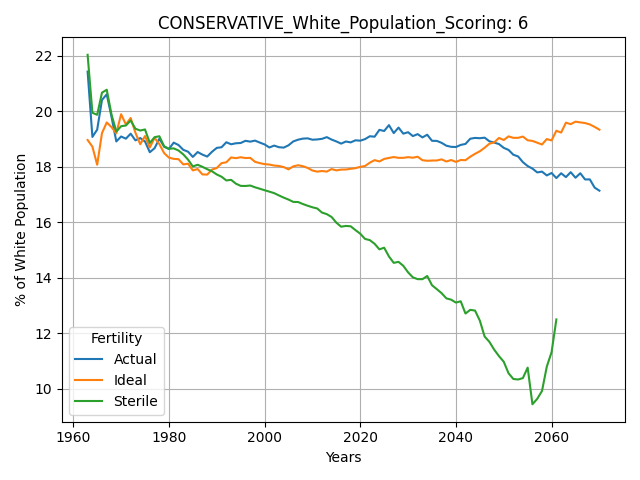 CONSERVATIVE_White_Population_Scoring: 6
% of White Population
22
20
18
16
14
12
10
Fertility
Actual
Ideal
Sterile
1960
1980
2000
2020
2040
2060
Years